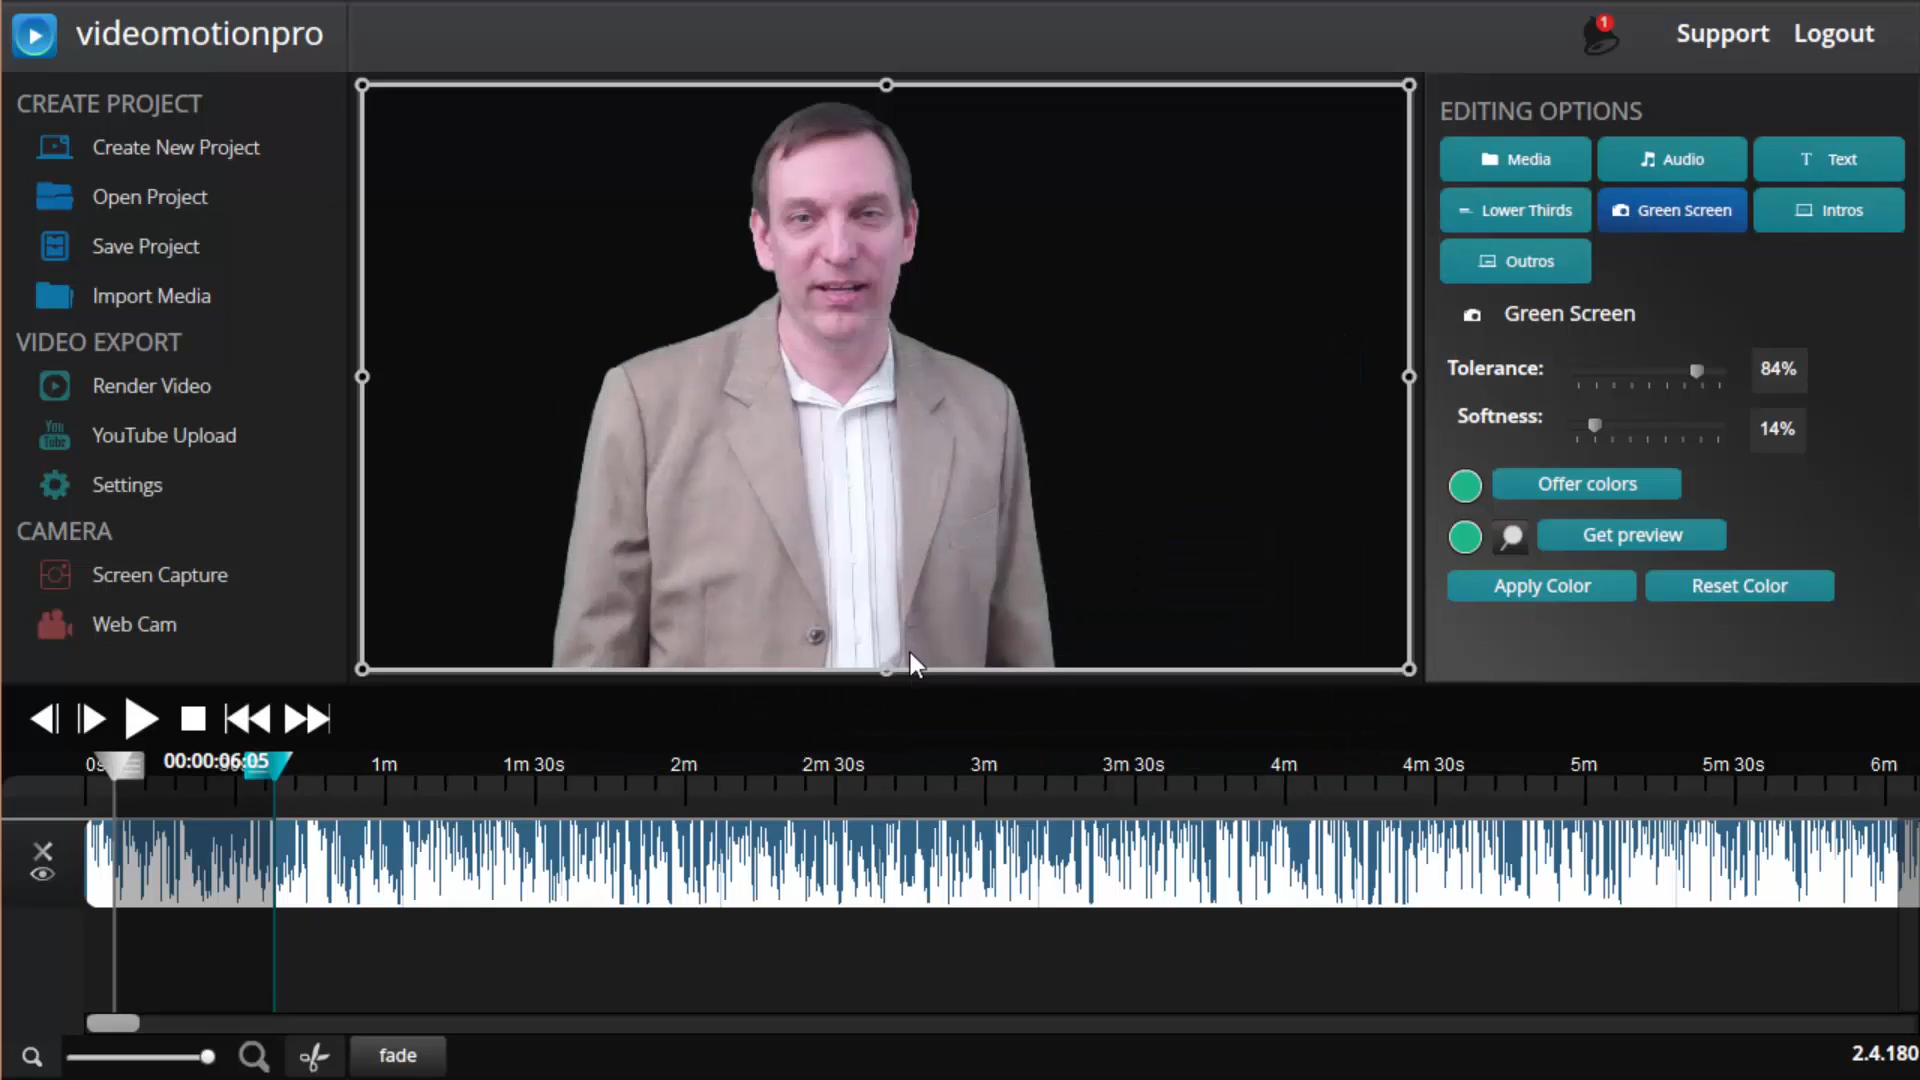 videomotionpro
1
Support
Logout
CREATE PROJECT
Create New Project
Open Project
Save Project
Import Media
VIDEO EXPORT
Render Video
You
Tube
YouTube Upload
Settings
CAMERA
Screen Capture
Web Cam
EDITING OPTIONS
Media
Audio
T Text
Lower Thirds
Green Screen
Intros
Outros
Green Screen
Tolerance:
84%
Softness:
14%
Offer colors
Get preview
Apply Color
Reset Color
00:00:06:05
1m
1m 30s
2m
2m 30s
3m
3m 30s
4m
4m 30s
5m
5m 30s
6m
fade
2.4.180